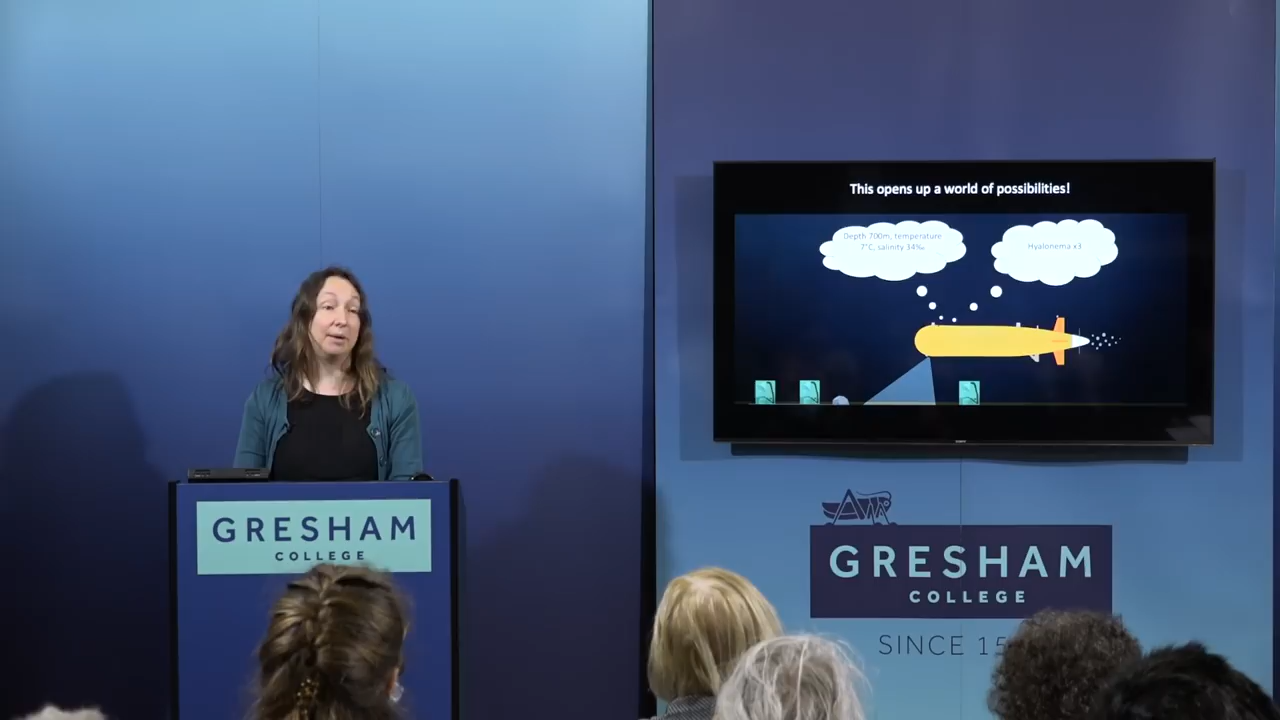 This opens up a world of possibilities!
Depth 700m, temperature
7°C, salinity 34‰
Hyalonema x3
GRESHAM
COLLEGE
GRESHAM
COLLEGE
SINCE 15